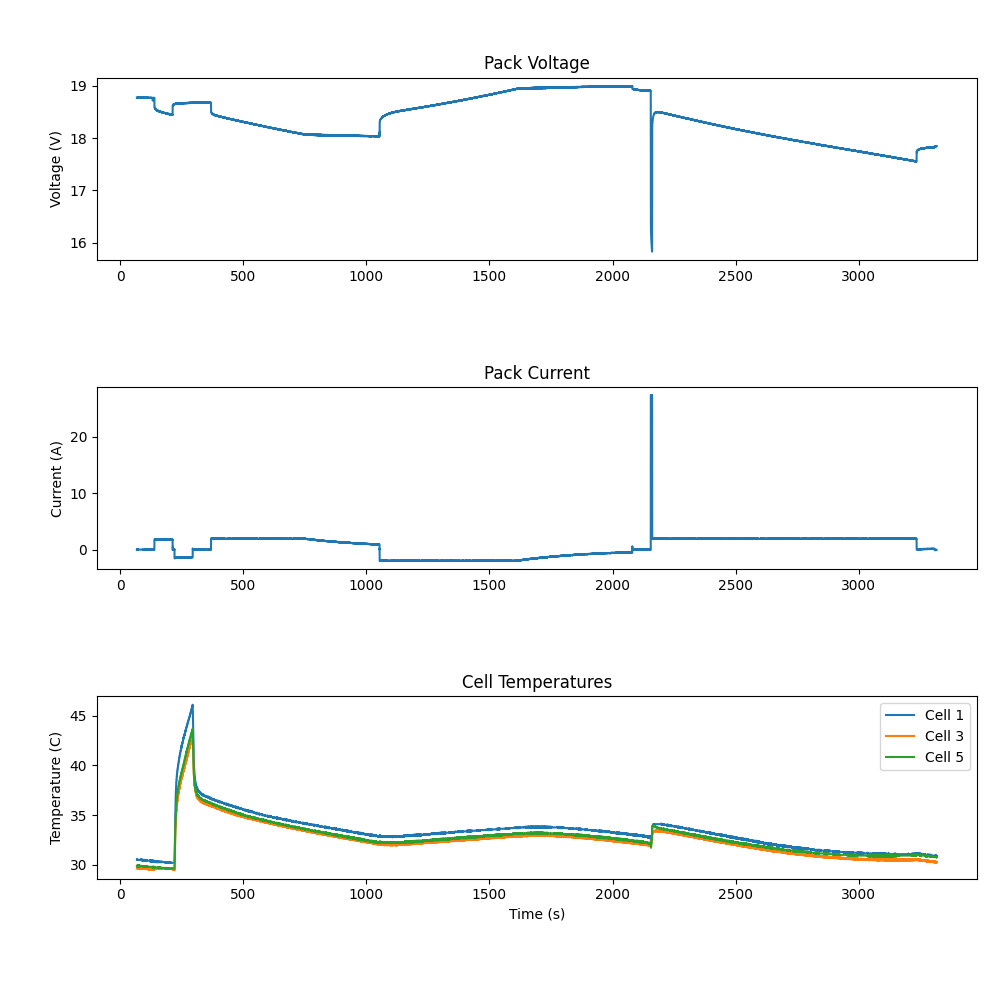 Pack Voltage
Voltage (V)
19
18
17
16
0 500 1000 1500 2000 2500 3000
Pack Current
Current (A)
20
10
0
0 500 1000 1500 2000 2500 3000
Cell Temperatures
Temperature (C)
45
40
35
30
Cell 1
Cell 3
Cell 5
0 500 1000 1500 2000 2500 3000
Time (s)